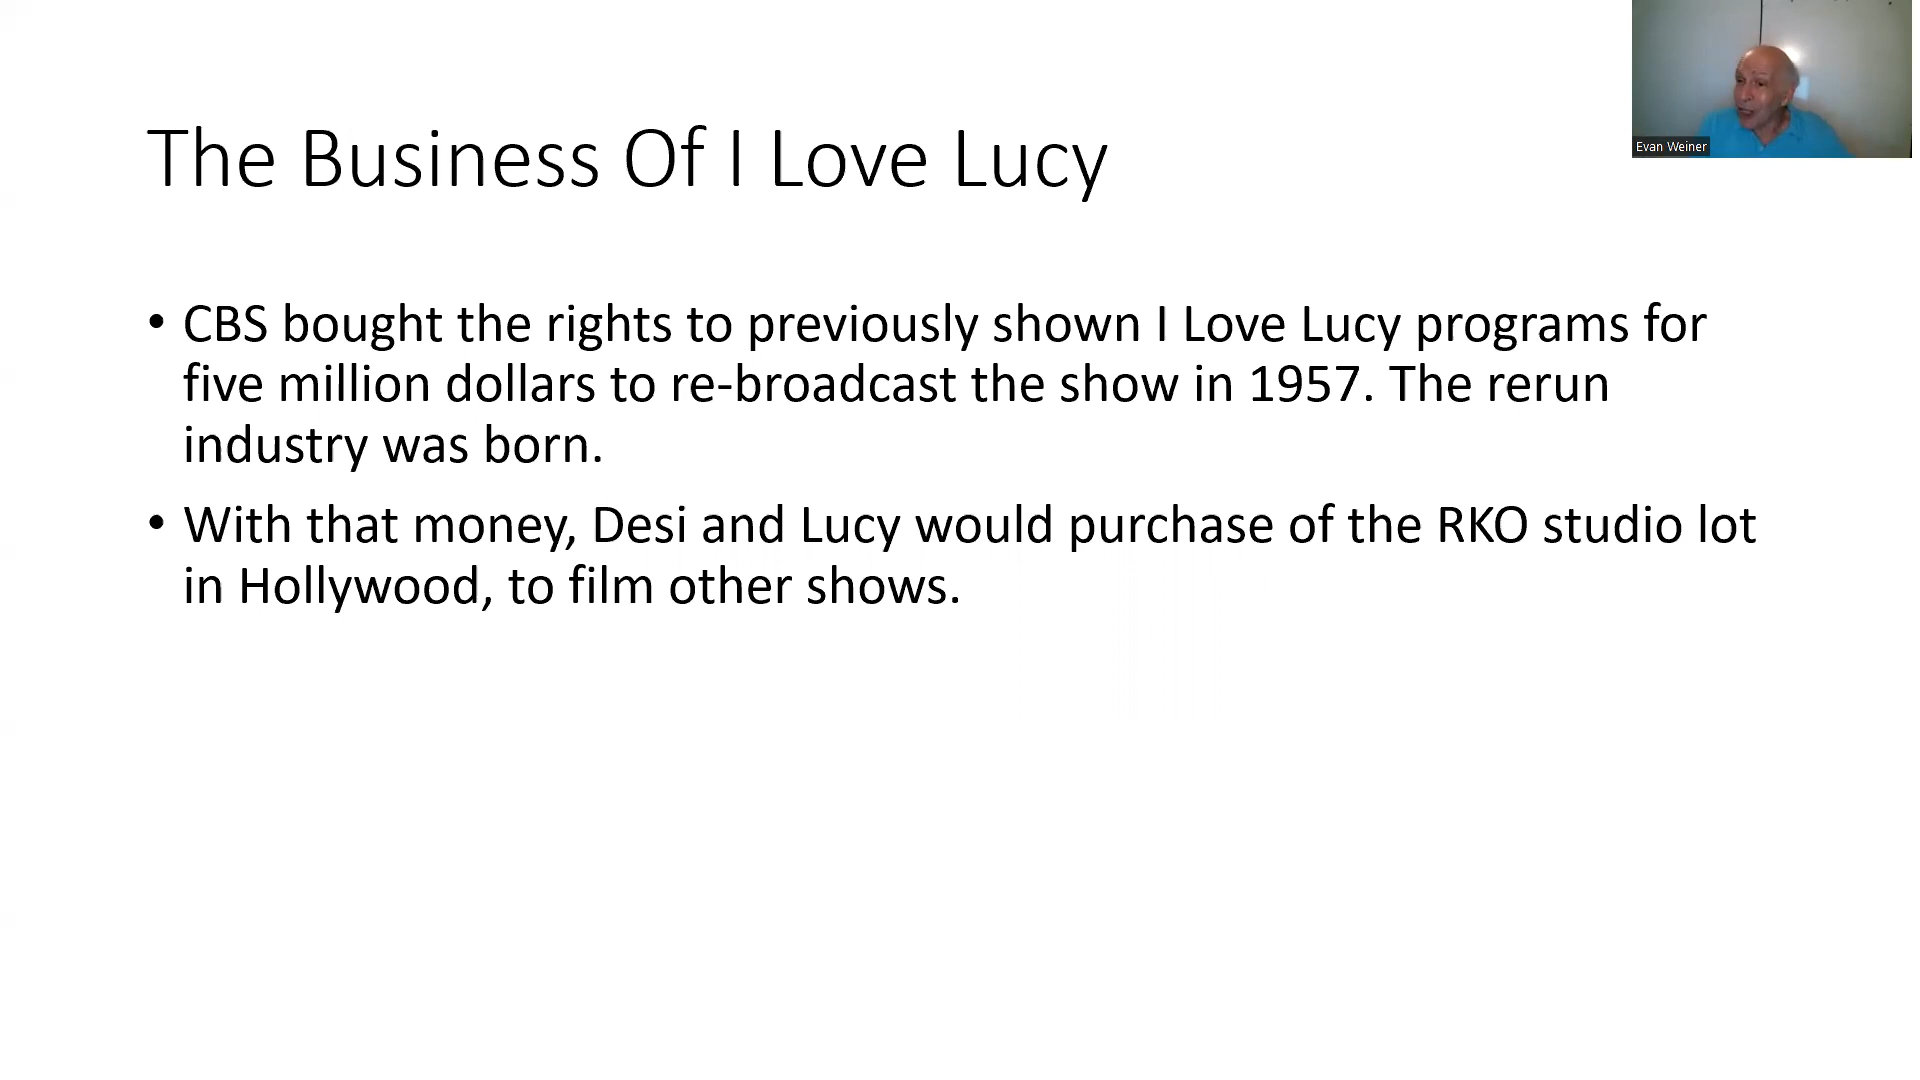 The Business Of I Love Lucy
• CBS bought the rights to previously shown I Love Lucy programs for
five million dollars to re-broadcast the show in 1957. The rerun
industry was born.
• With that money, Desi and Lucy would purchase of the RKO studio lot
in Hollywood, to film other shows.
Evan Weiner